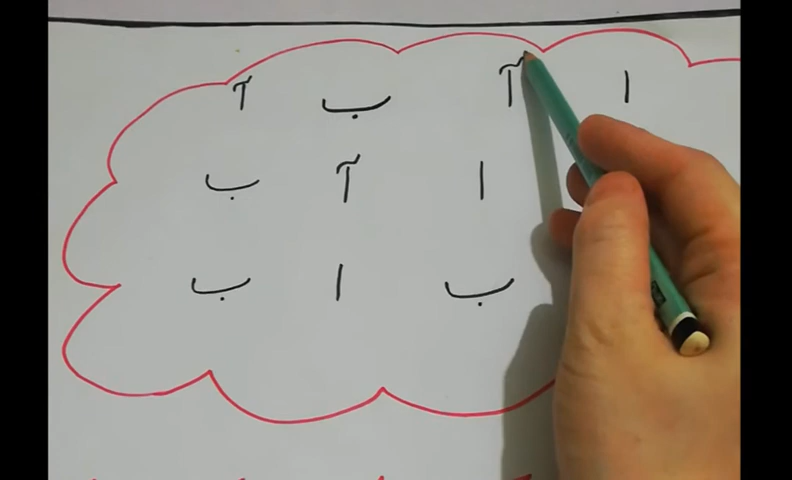 ا آ ب آ
ا آ ب
ب ا ب